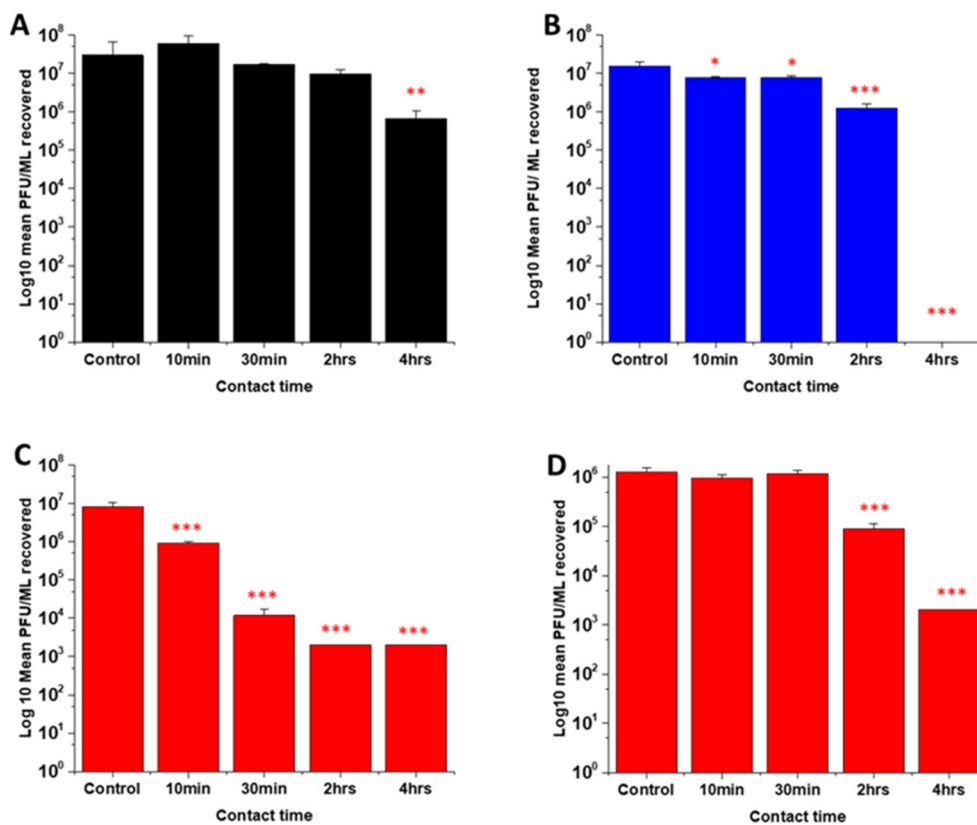 A
Log10 mean PFU/ML recovered
10^8
10^7
10^6
10^5
10^4
10^3
10^2
10^1
10^0
**
Control 10min 30min 2hrs 4hrs
Contact time
B
Log10 Mean PFU/ ML recovered
10^8
10^7
10^6
10^5
10^4
10^3
10^2
10^1
10^0
* * *** ***
Control 10min 30min 2hrs 4hrs
Contact time
C
Log 10 Mean PFU/ML recovered
10^8
10^7
10^6
10^5
10^4
10^3
10^2
10^1
10^0
*** *** *** ***
Control 10min 30min 2hrs 4hrs
Contact time
D
Log10 mean PFU/ML recovered
10^6
10^5
10^4
10^3
10^2
10^1
10^0
*** ***
Control 10min 30min 2hrs 4hrs
Contact time